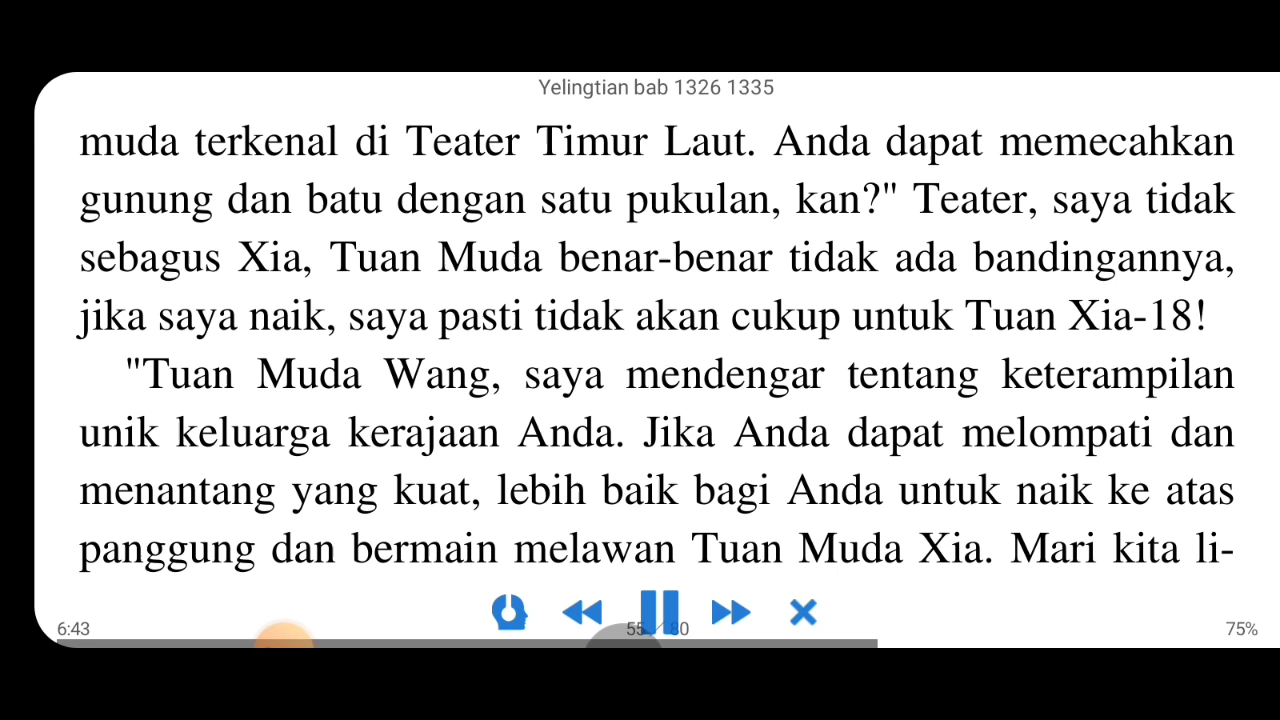 Yelingtian bab 1326 1335
muda terkenal di Teater Timur Laut. Anda dapat memecahkan
gunung dan batu dengan satu pukulan, kan?" Teater, saya tidak
sebagus Xia, Tuan Muda benar-benar tidak ada bandingannya,
jika saya naik, saya pasti tidak akan cukup untuk Tuan Xia-18!
"Tuan Muda Wang, saya mendengar tentang keterampilan
unik keluarga kerajaan Anda. Jika Anda dapat melompati dan
menantang yang kuat, lebih baik bagi Anda untuk naik ke atas
panggung dan bermain melawan Tuan Muda Xia. Mari kita li-
6:43 55 / 80 75%